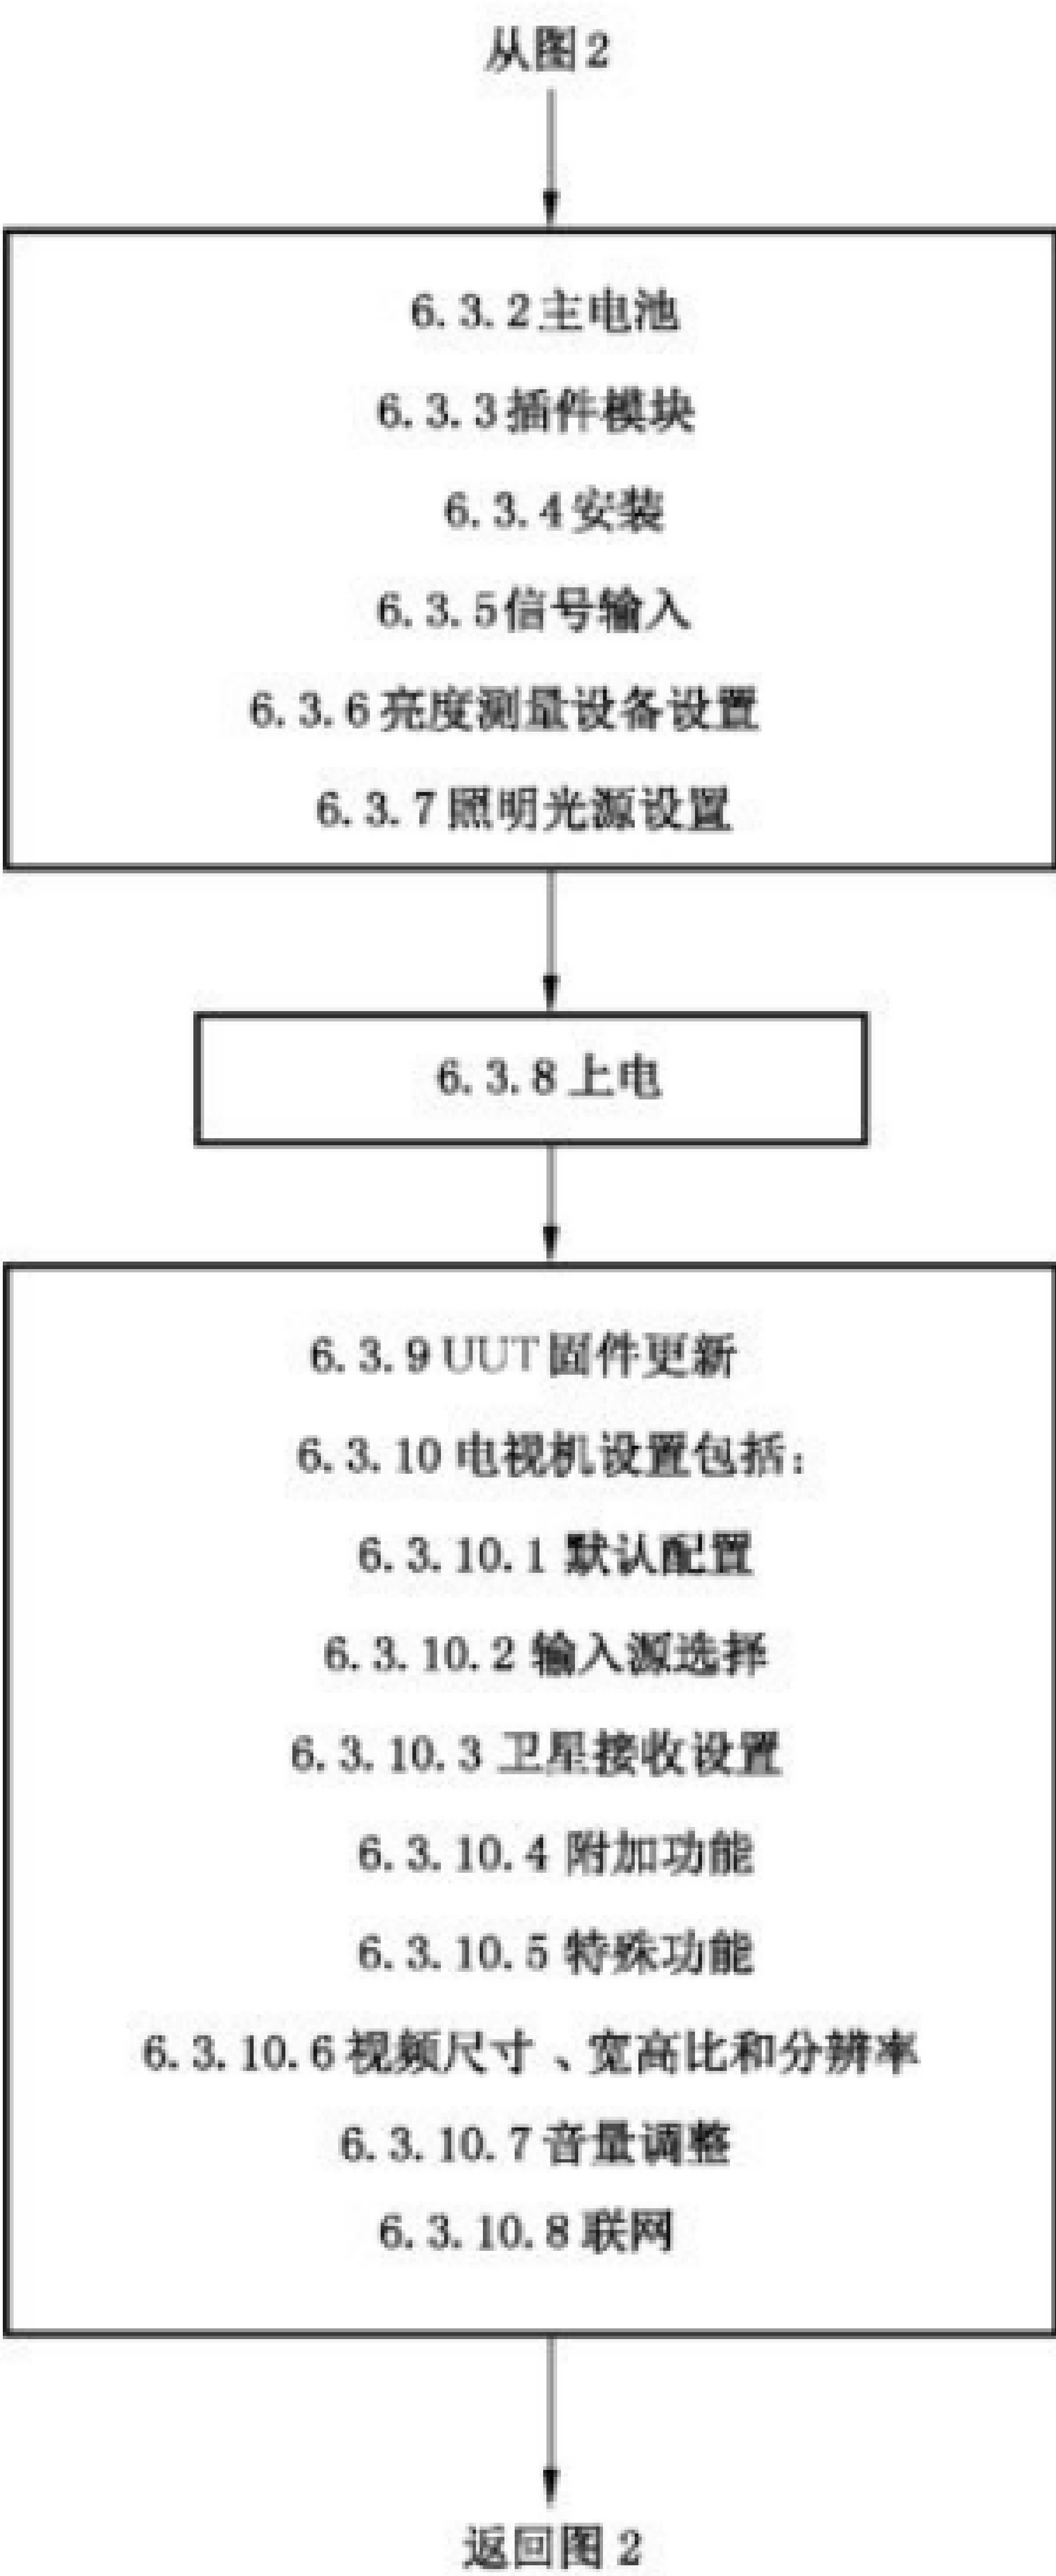 从图2
6.3.2主电池
6.3.3插件模块
6.3.4安装
6.3.5信号输入
6.3.6亮度测量设备设置
6.3.7照明光源设置
6.3.8上电
6.3.9 UUT固件更新
6.3.10 电视机设置包括：
6.3.10.1 默认配置
6.3.10.2 输入源选择
6.3.10.3 卫星接收设置
6.3.10.4 附加功能
6.3.10.5 特殊功能
6.3.10.6 视频尺寸、宽高比和分辨率
6.3.10.7 音量调整
6.3.10.8 联网
返回图 2